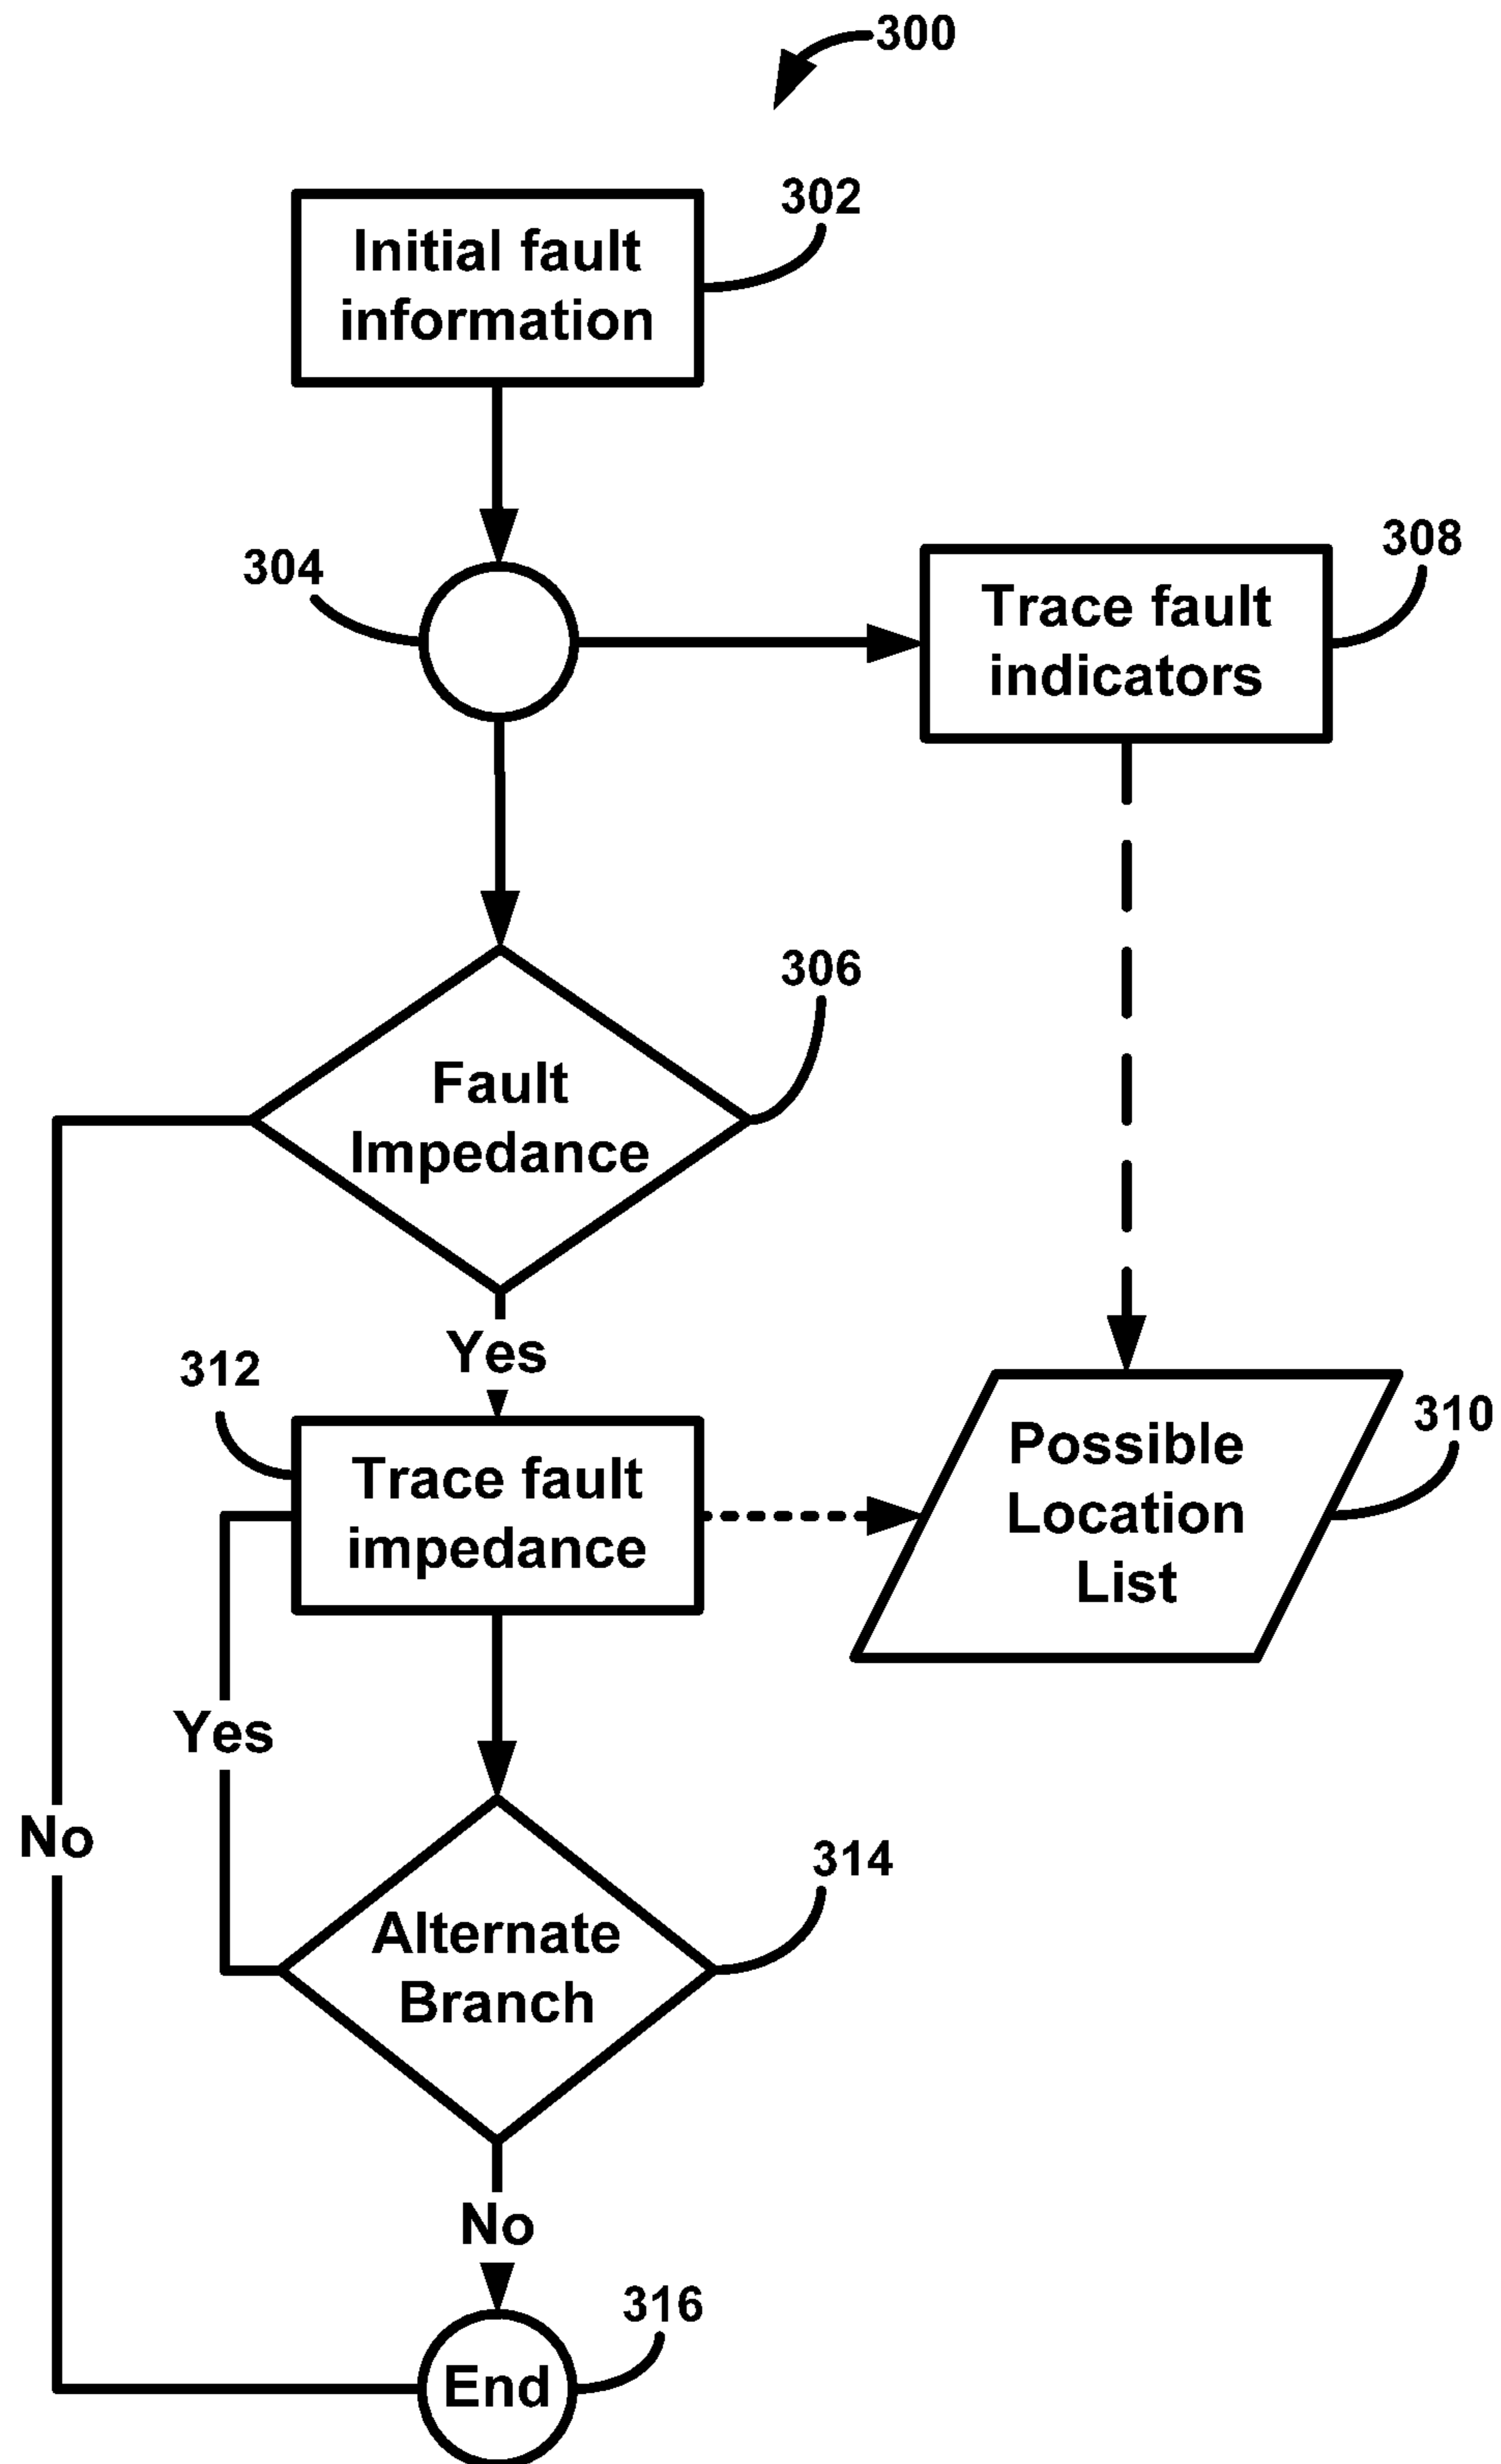 300
302
Initial fault
information
304
308
Trace fault
indicators
306
Fault
Impedance
Yes
312
Trace fault
impedance
310
Possible
Location
List
Yes
No
314
Alternate
Branch
No
316
End